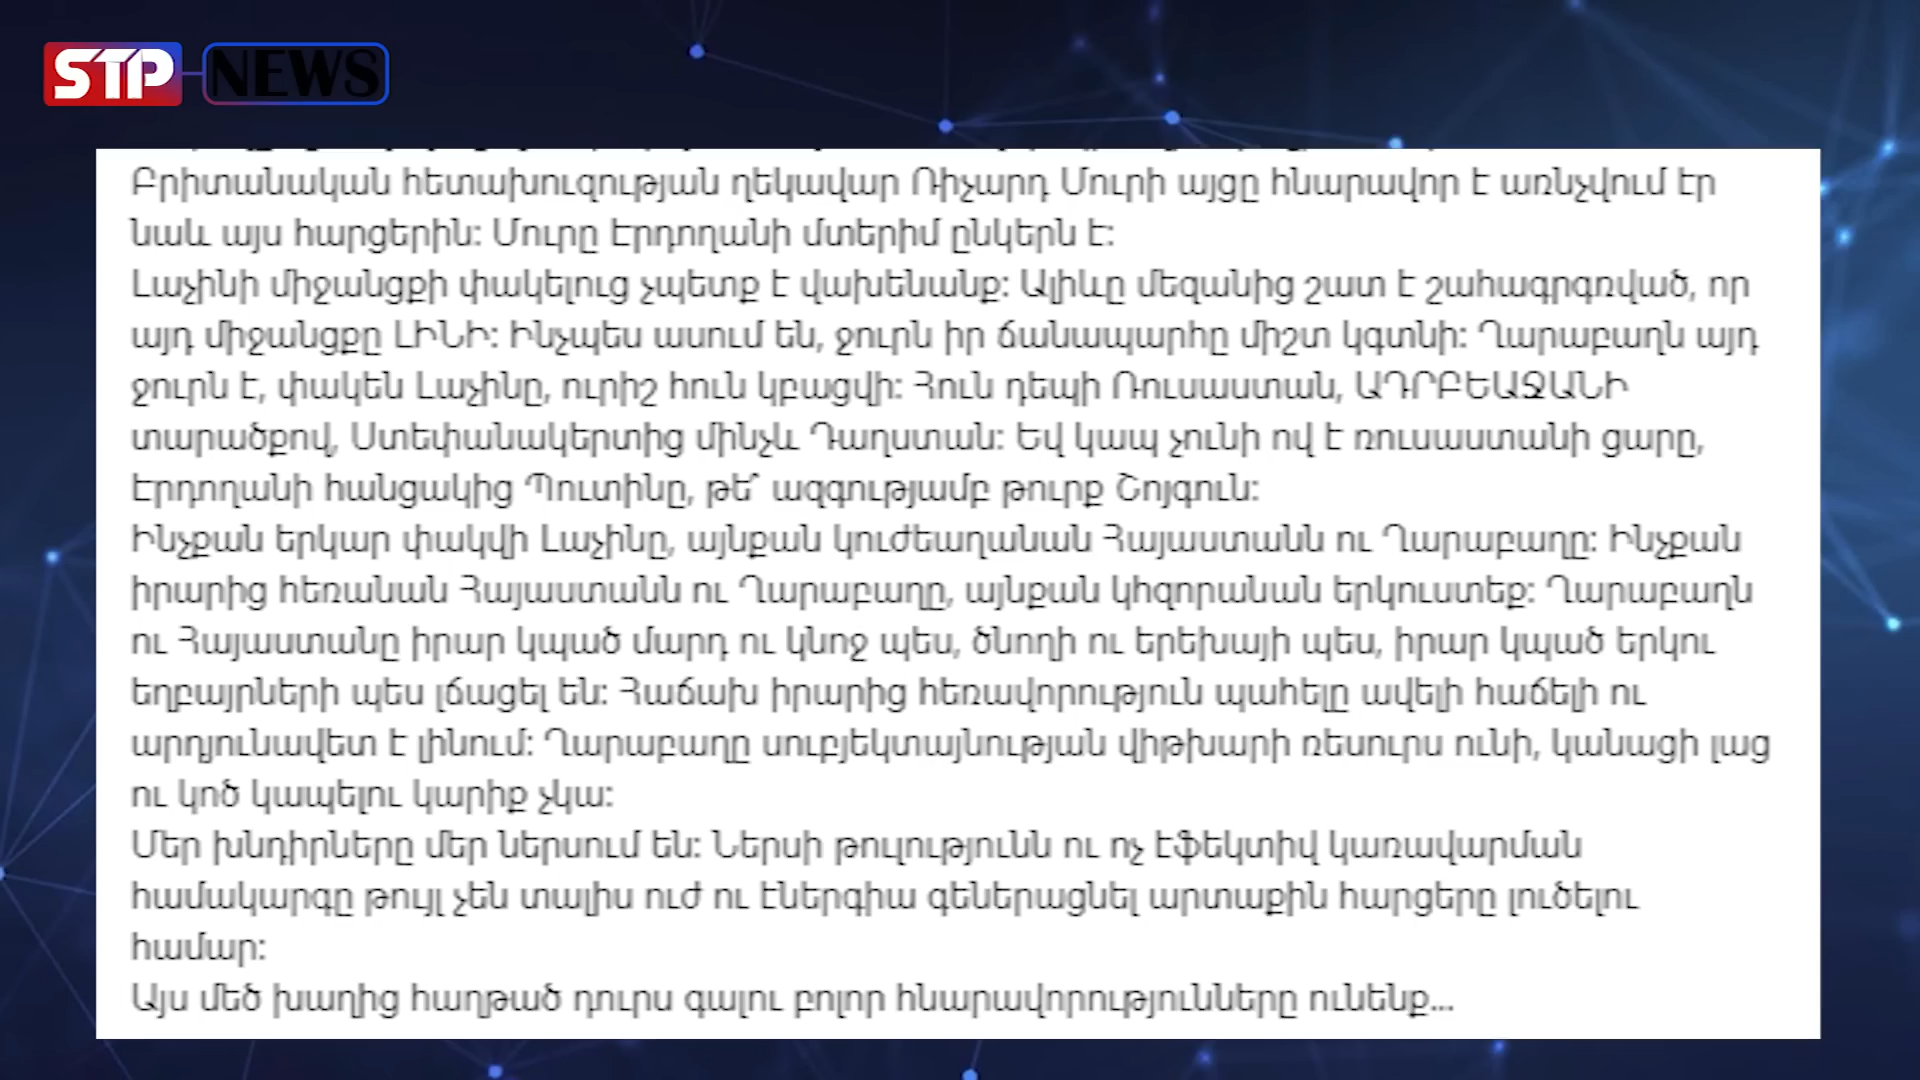 STP NEWS
Բրիտանական հետախուզության ղեկավար Ռիչարդ Մուրի այցը հնարավոր է առնչվում էր
նաև այս հարցերին: Մուրը Էրդողանի մտերիմ ընկերն է:
Լաչինի միջանցքի փակելուց չպետք է վախենանք: Ալիևը մեզանից շատ է շահագրգռված, որ
այդ միջանցքը ԼԻՆԻ: Ինչպես ասում են, ջուրն իր ճանապարհը միշտ կգտնի: Ղարաբաղն այդ
ջուրն է, փակեն Լաչինը, ուրիշ հուն կբացվի: Հուն դեպի Ռուսաստան, ԱԴՐԲԵԱՋԱՆԻ
տարածքով, Ստեփանակերտից մինչև Դաղստան: Եվ կապ չունի ով է ռուսաստանի ցարը,
Էրդողանի հանցակից Պուտինը, թե՞ ազգությամբ թուրք Շոյգուն:
Ինչքան երկար փակվի Լաչինը, այնքան կուժեաղանան Հայաստանն ու Ղարաբաղը: Ինչքան
իրարից հեռանան Հայաստանն ու Ղարաբաղը, այնքան կհզորանան երկուստեք: Ղարաբաղն
ու Հայաստանը իրար կպած մարդ ու կնոջ պես, ծնողի ու երեխայի պես, իրար կպած երկու
եղբայրների պես լճացել են: Հաճախ իրարից հեռավորություն պահելը ավելի հաճելի ու
արդյունավետ է լինում: Ղարաբաղը սուբյեկտայնության վիթխարի ռեսուրս ունի, կանացի լաց
ու կոծ կապելու կարիք չկա:
Մեր խնդիրները մեր ներսում են: Ներսի թուլությունն ու ոչ էֆեկտիվ կառավարման
համակարգը թույլ չեն տալիս ուժ ու էներգիա գեներացնել արտաքին հարցերը լուծելու
համար:
Այս մեծ խաղից հաղթած դուրս գալու բոլոր հնարավորությունները ունենք...